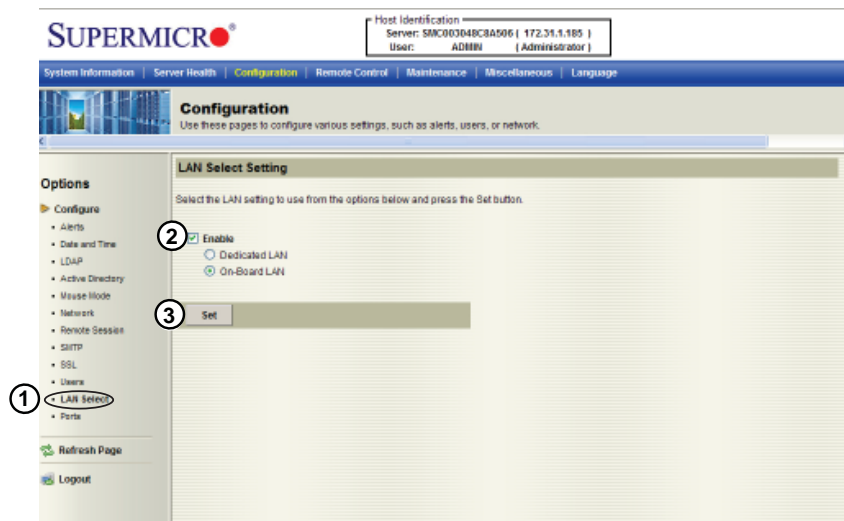 SUPERMICR®
Host Identification
Server: SMC003048C8A506 ( 172.31.1.185 )
User: ADMIN ( Administrator )
System Information | Server Health | Configuration | Remote Control | Maintenance | Miscellaneous | Language
Configuration
Use these pages to configure various settings, such as alerts, users, or network.
Options
Configure
Alerts
Date and Time
LDAP
Active Directory
Mouse Mode
Network
Remote Session
SMTP
SSL
Users
1
LAN Select
Ports
Refresh Page
Logout
LAN Select Setting
Select the LAN setting to use from the options below and press the Set button.
2
Enable
Dedicated LAN
On-Board LAN
3
Set